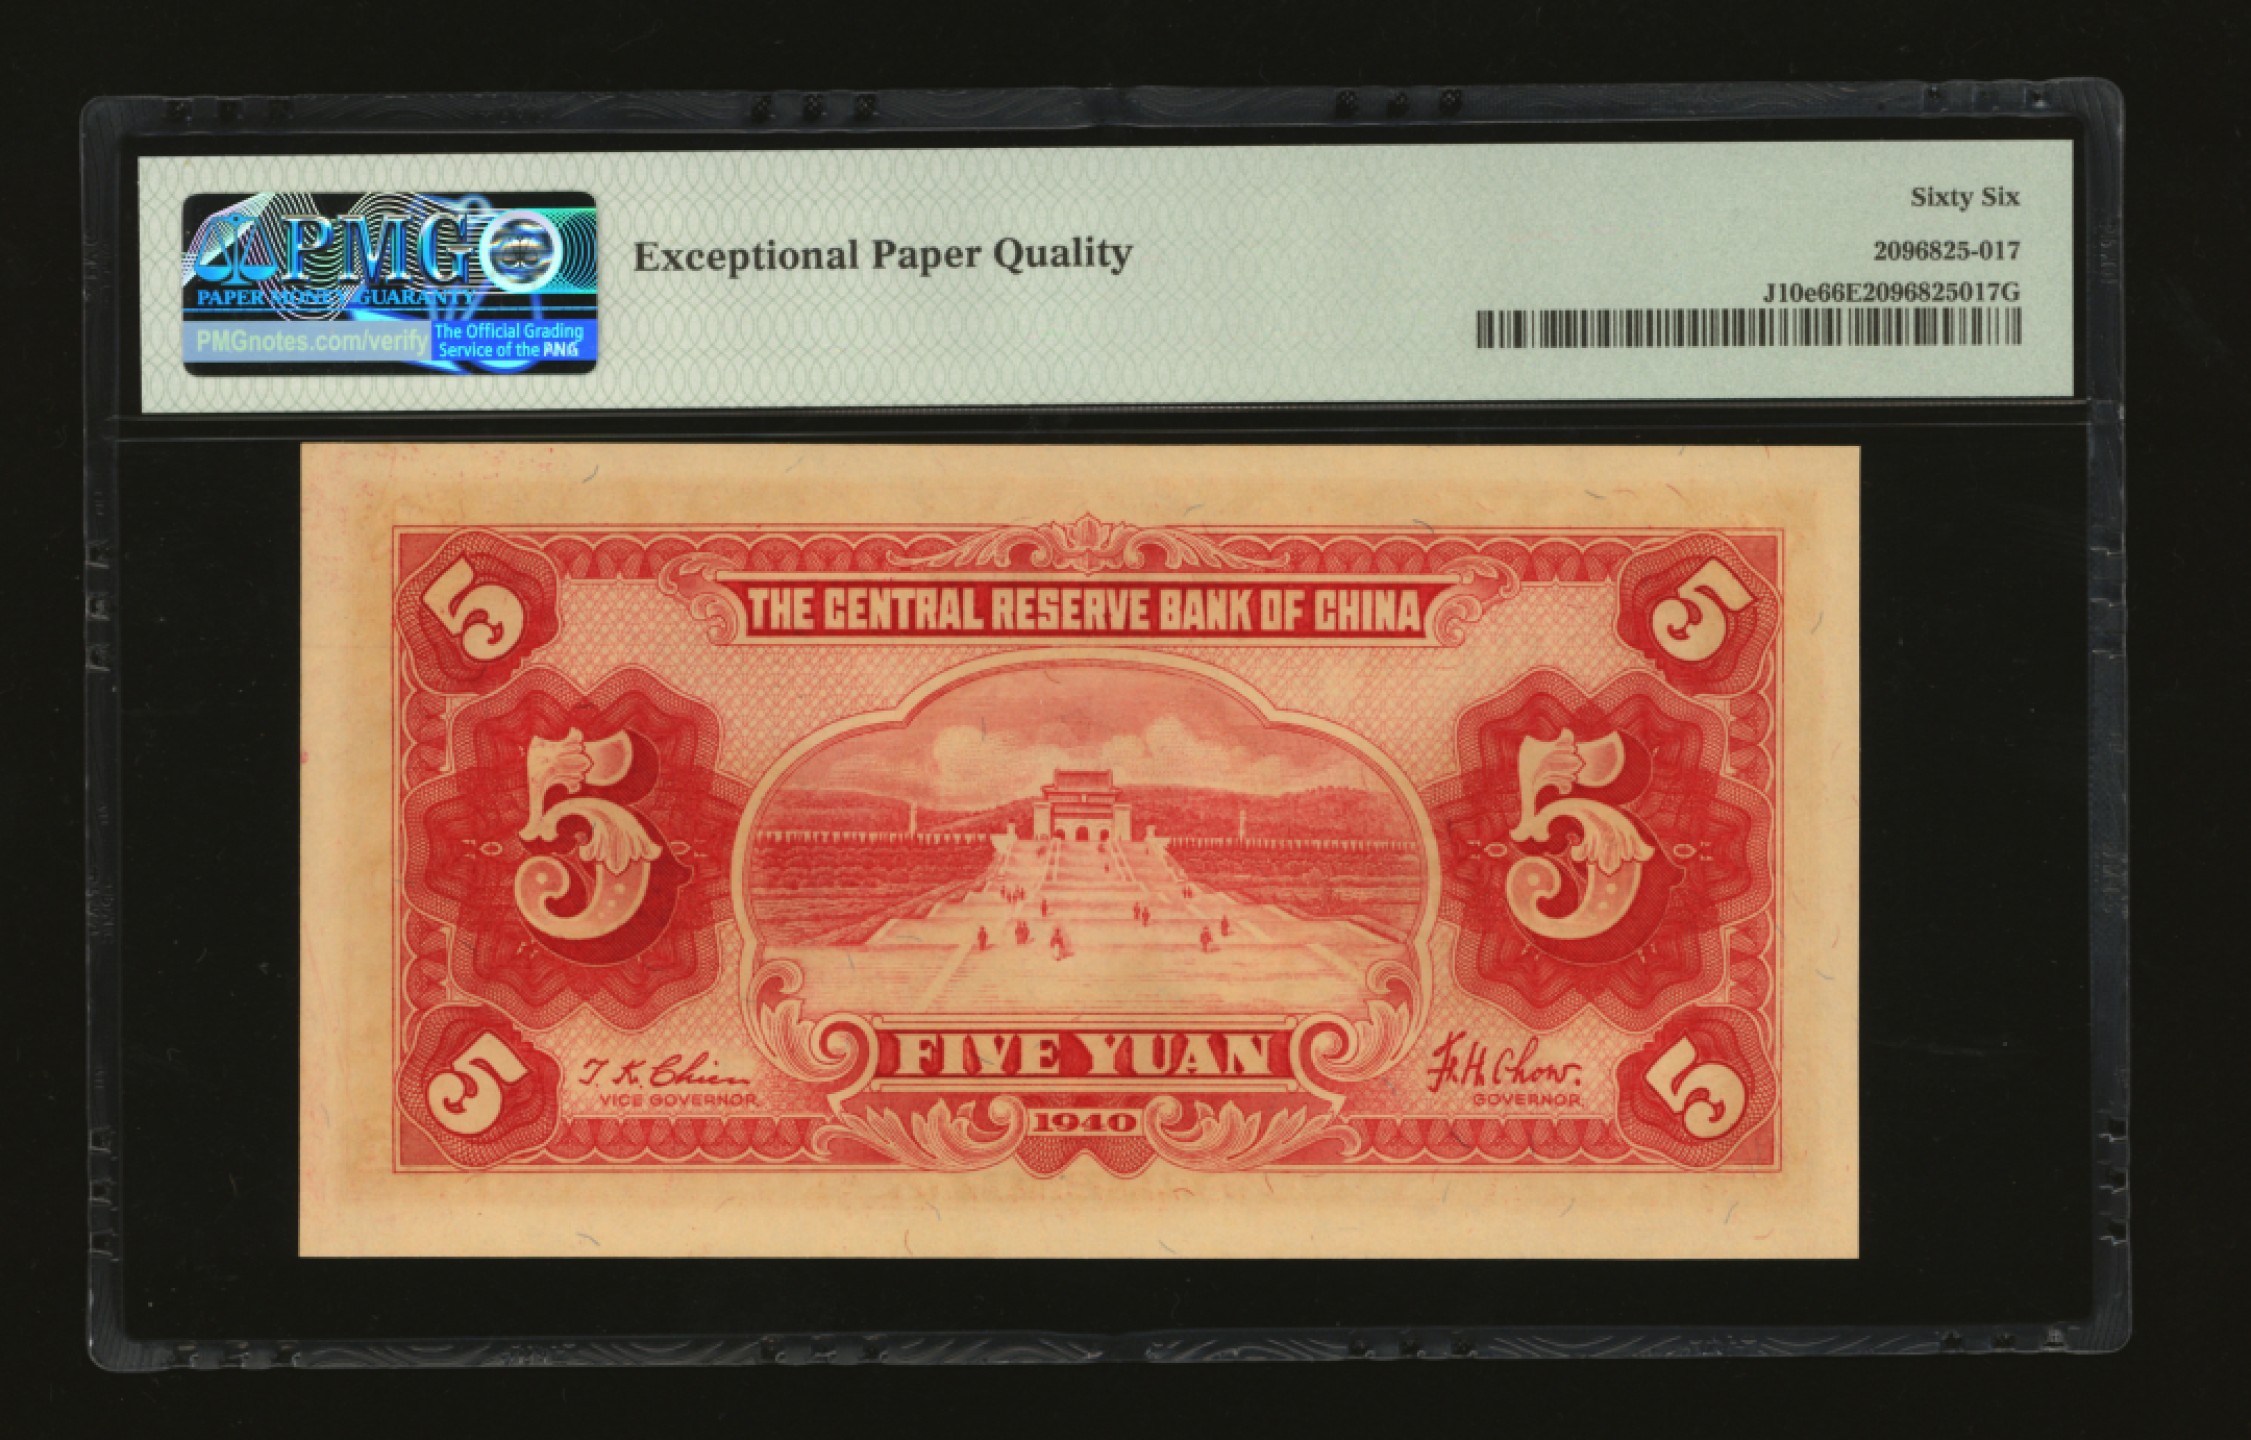 PMG
PAPER MONEY GUARANTY
PMGnotes.com/verify
The Official Grading
Service of the PNG
Exceptional Paper Quality
Sixty Six
2096825-017
J10e66E2096825017G
5
5
THE CENTRAL RESERVE BANK OF CHINA
5
5
FIVE YUAN
5
T. K. Chien
VICE GOVERNOR.
Fr. H. Chow.
GOVERNOR.
5
1940